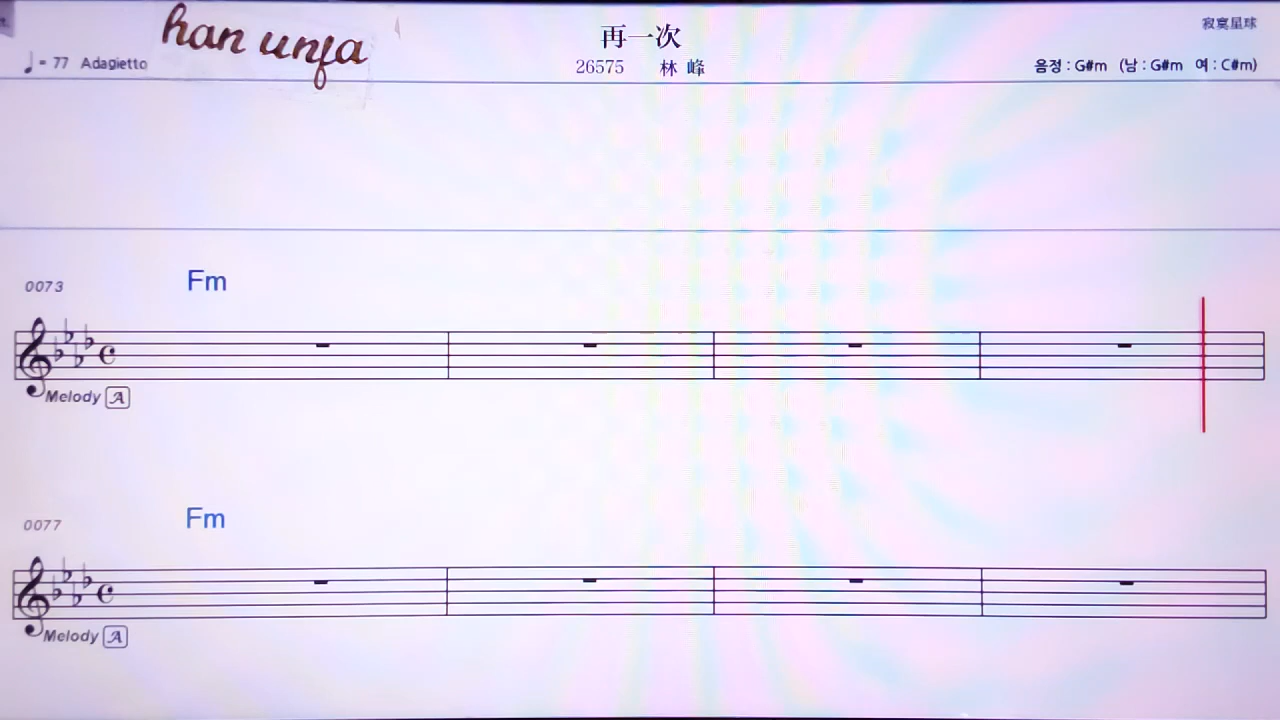 han unfa
再一次
寂寞星球
♩= 77 Adagietto
26575 林 峰
음정 : G#m (남 : G#m 여 : C#m)
0073 Fm
Melody A
0077 Fm
Melody A